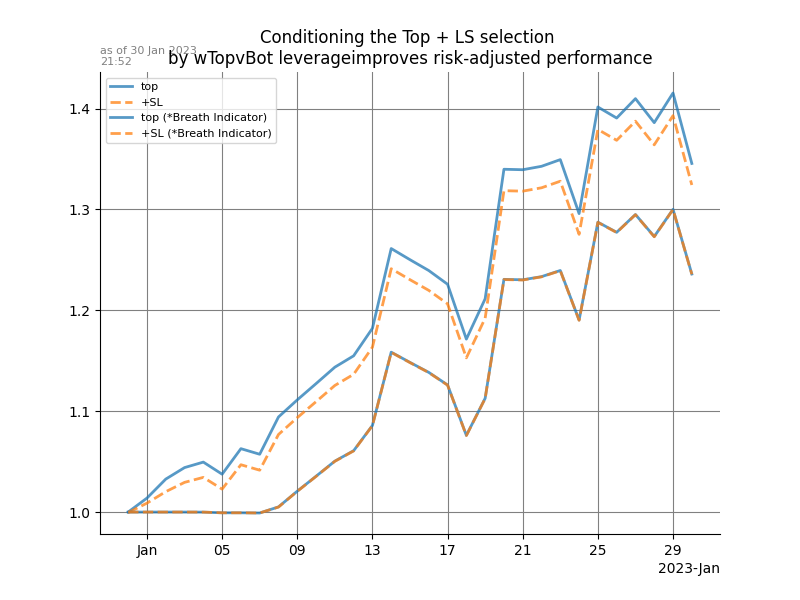 Conditioning the Top + LS selection
by wTopvBot leverageimproves risk-adjusted performance
as of 30 Jan 2023
21:52
top
+SL
top (*Breath Indicator)
+SL (*Breath Indicator)
1.4
1.3
1.2
1.1
1.0
Jan 05 09 13 17 21 25 29
2023-Jan